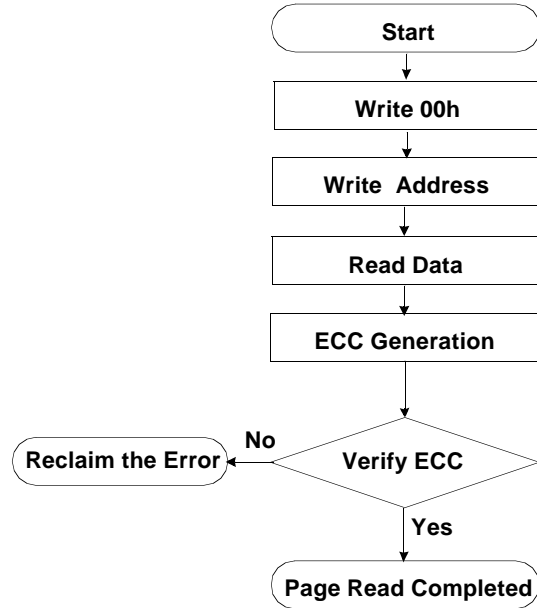 Start
Write 00h
Write Address
Read Data
ECC Generation
No
Reclaim the Error
Verify ECC
Yes
Page Read Completed